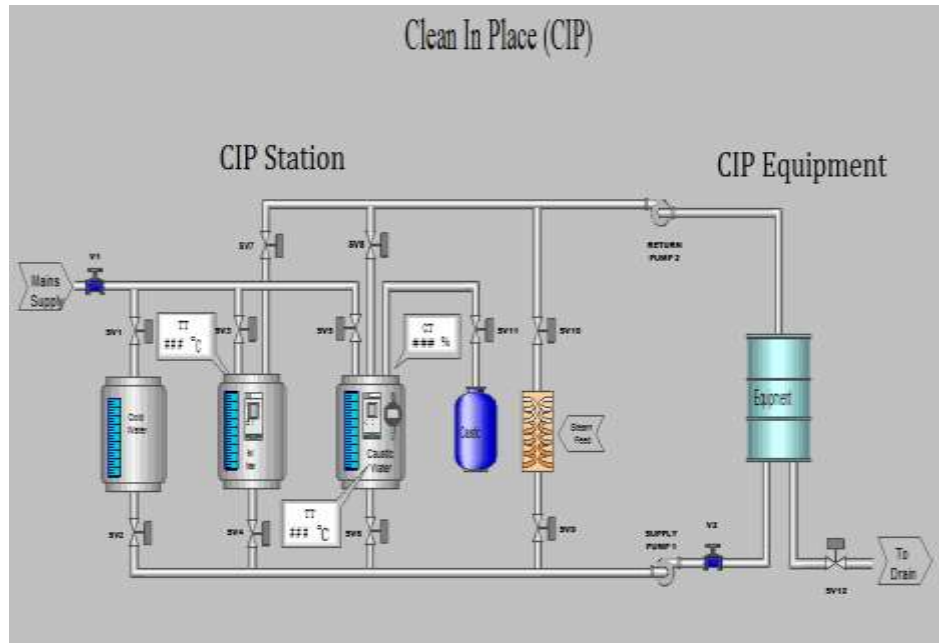 Clean In Place (CIP)
CIP Station
CIP Equipment
SV7
SV8
RETURN
PUMP 2
V1
Mains
Supply
SV1
TT
### °C
SV3
SV5
CT
### %
SV11
SV10
Cold
Water
Caustic
Water
Steam
Feed
Equipment
TT
### °C
SV2
SV4
SV6
SV9
SUPPLY
PUMP 1
V2
To
Drain
SV12